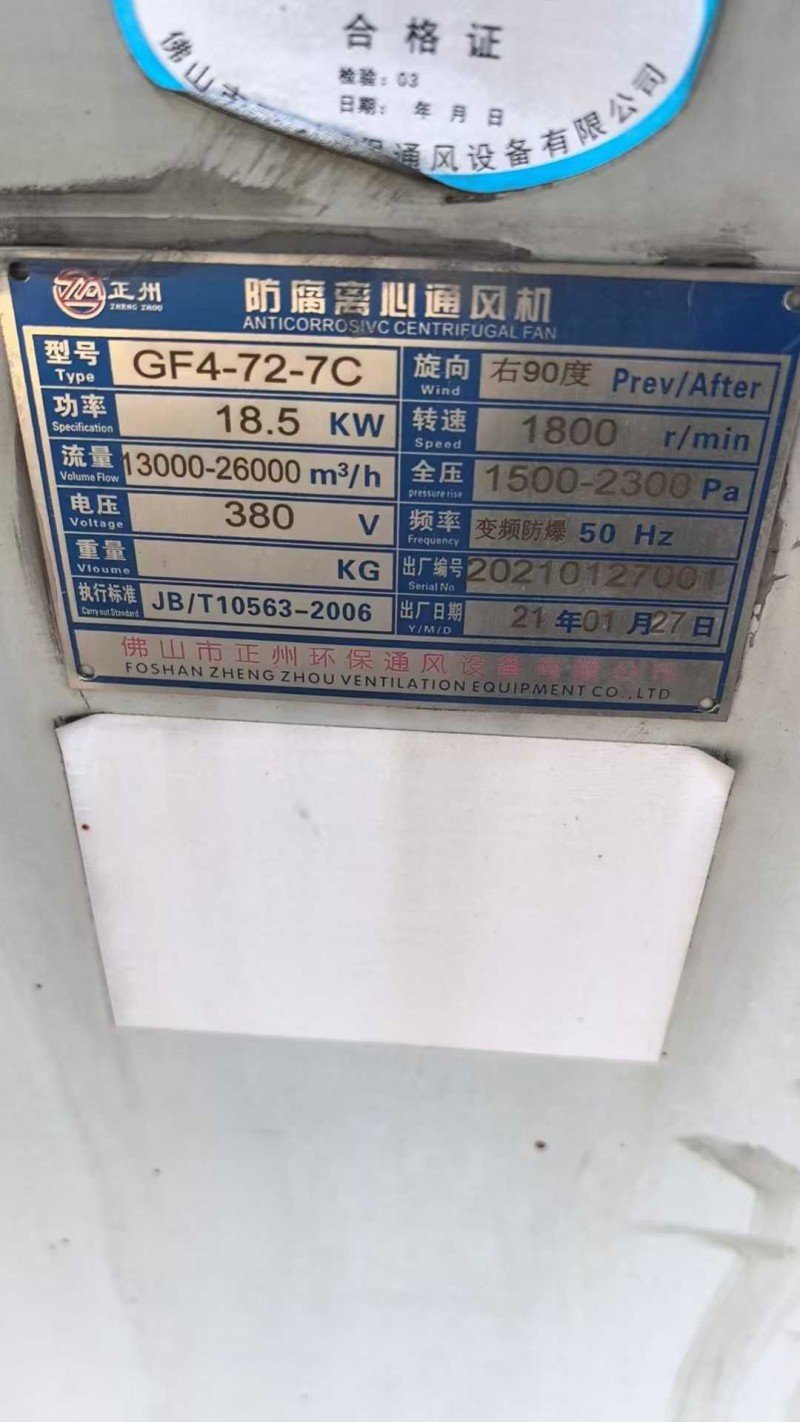 合格证
检验：03
日期： 年 月 日
佛山市 环保通风设备有限公司
正州
ZHENG ZHOU
防腐离心通风机
ANTICORROSIVC CENTRIFUGAL FAN
型号 Type GF4-72-7C 旋向 Wind 右90度 Prev/After
功率 Specification 18.5 KW 转速 Speed 1800 r/min
流量 Volume Flow 13000-26000 m³/h 全压 pressure rise 1500-2300 Pa
电压 Voltage 380 V 频率 Frequency 变频防爆 50 Hz
重量 Vloume KG 出厂编号 Serial No 20210127001
执行标准 Carry out Standard JB/T10563-2006 出厂日期 Y/M/D 21 年 01 月 27 日
佛山市正州环保通风设备有限公司
FOSHAN ZHENG ZHOU VENTILATION EQUIPMENT CO.,LTD